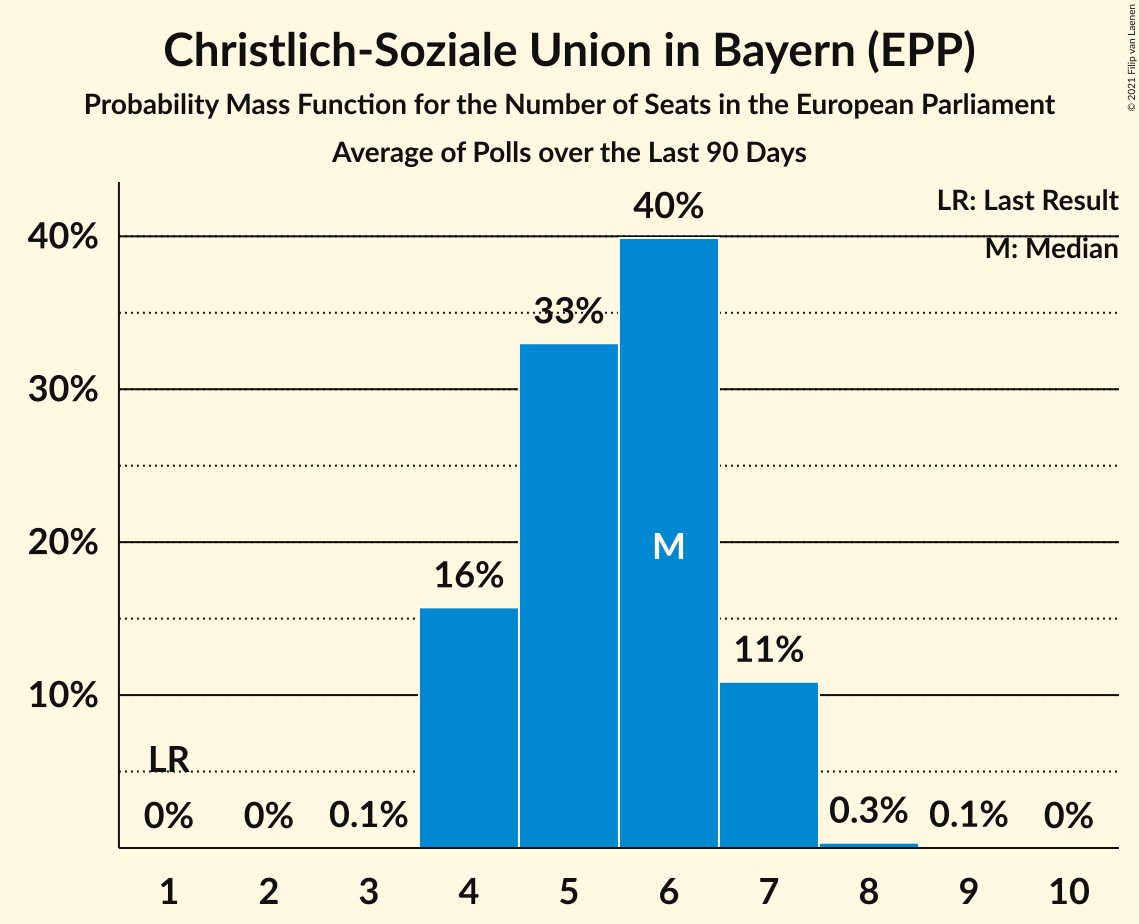 Christlich-Soziale Union in Bayern (EPP)
Probability Mass Function for the Number of Seats in the European Parliament
Average of Polls over the Last 90 Days
© 2021 Filip van Laenen
LR: Last Result
M: Median
40%
30%
20%
10%
LR
0%
0%
0.1%
16%
33%
40%
M
11%
0.3%
0.1%
0%
1 2 3 4 5 6 7 8 9 10